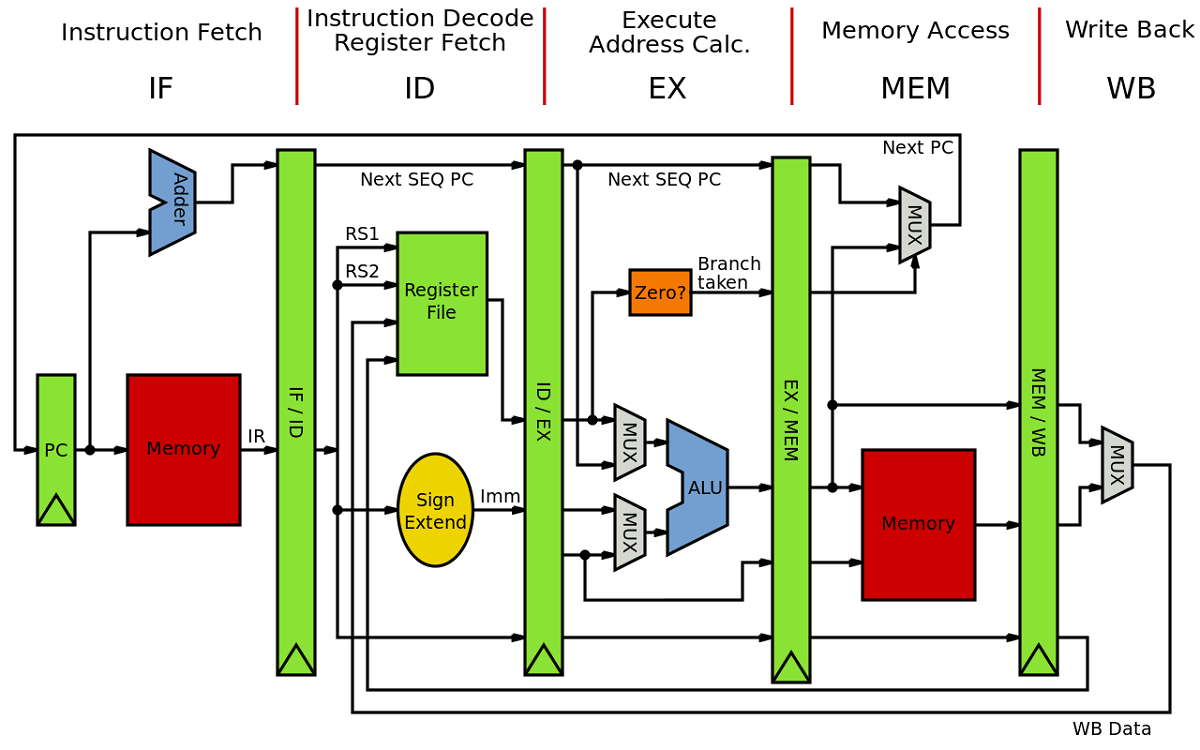 Instruction Fetch
IF
Instruction Decode
Register Fetch
ID
Execute
Address Calc.
EX
Memory Access
MEM
Write Back
WB
Next PC
Adder
Next SEQ PC
Next SEQ PC
MUX
RS1
RS2
Register
File
Branch
taken
Zero?
PC
Memory
IR
IF / ID
ID / EX
EX / MEM
MEM / WB
MUX
MUX
ALU
Sign
Extend
Imm
MUX
Memory
WB Data